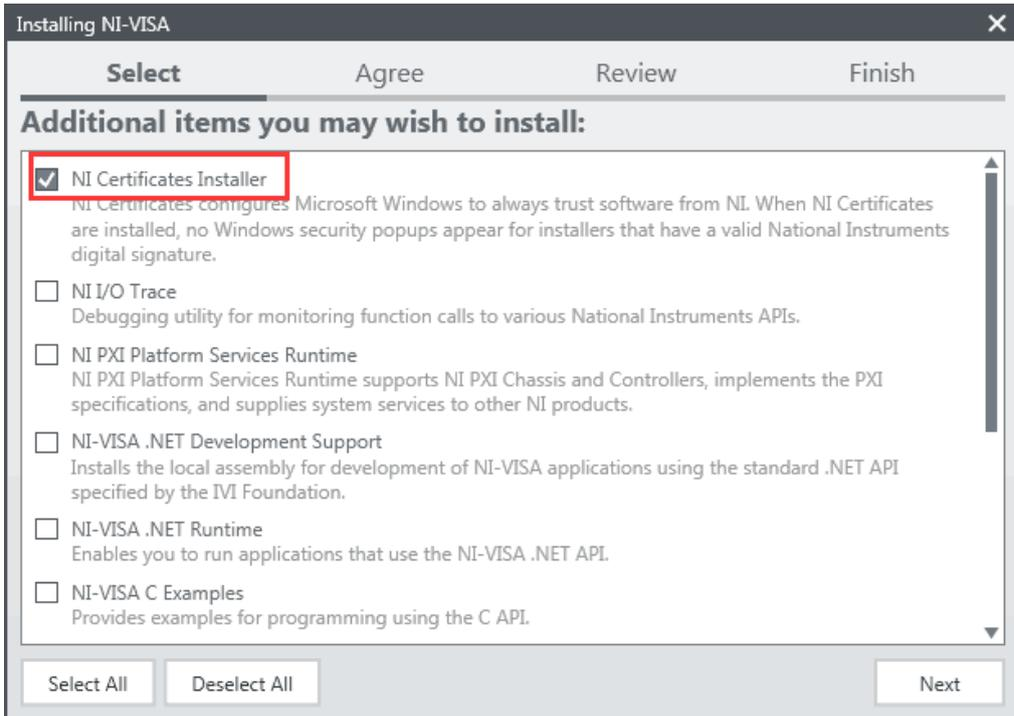 Installing NI-VISA
Select Agree Review Finish
Additional items you may wish to install:
NI Certificates Installer
NI Certificates configures Microsoft Windows to always trust software from NI. When NI Certificates
are installed, no Windows security popups appear for installers that have a valid National Instruments
digital signature.
NI I/O Trace
Debugging utility for monitoring function calls to various National Instruments APIs.
NI PXI Platform Services Runtime
NI PXI Platform Services Runtime supports NI PXI Chassis and Controllers, implements the PXI
specifications, and supplies system services to other NI products.
NI-VISA .NET Development Support
Installs the local assembly for development of NI-VISA applications using the standard .NET API
specified by the IVI Foundation.
NI-VISA .NET Runtime
Enables you to run applications that use the NI-VISA .NET API.
NI-VISA C Examples
Provides examples for programming using the C API.
Select All Deselect All Next